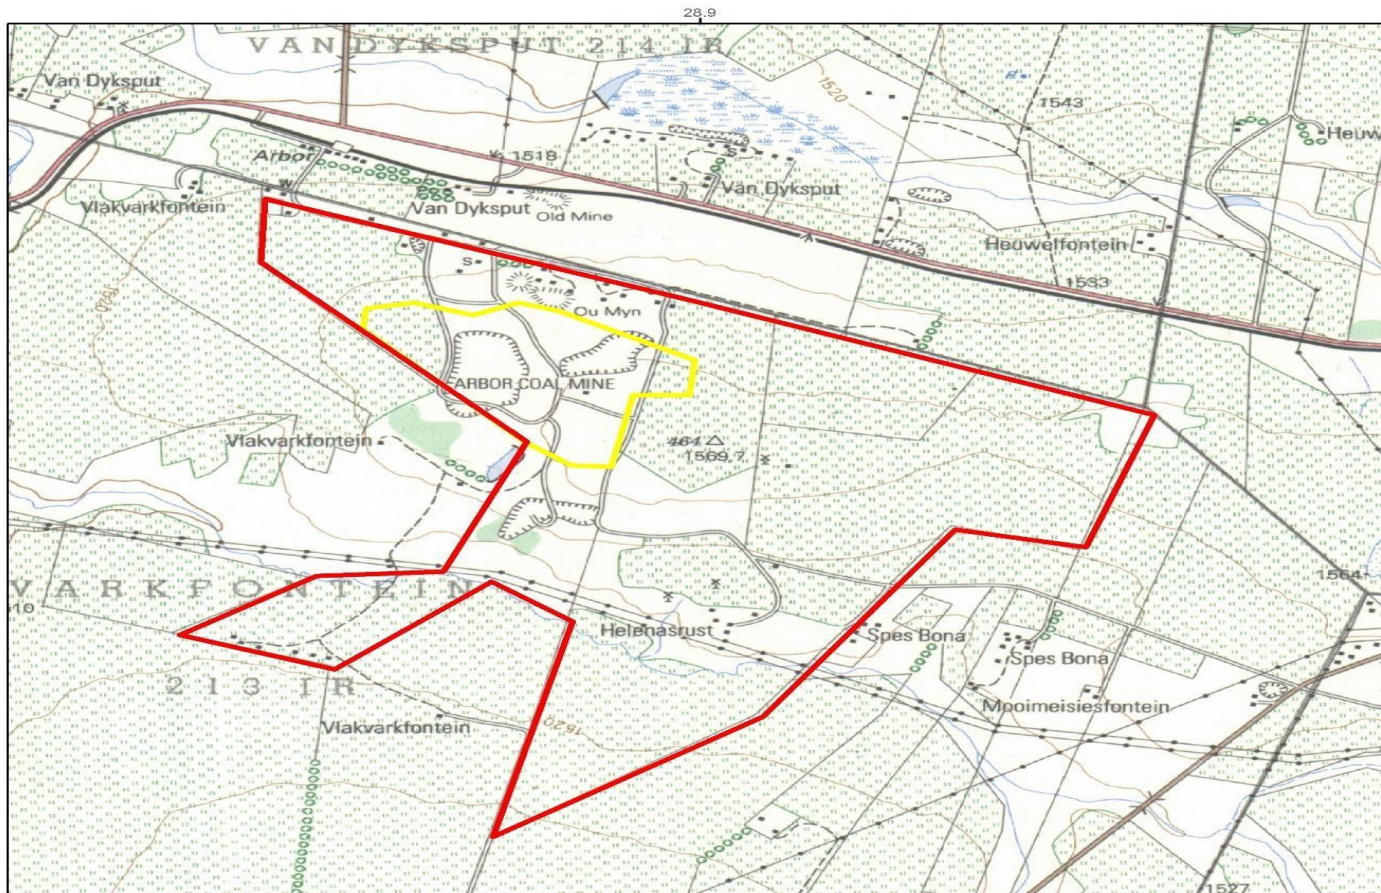 28.9
VAN DYKSPUT 214 IR
Van Dyksput
1520
1543
Heuw
Arbor
1518
Van Dyksput
W
S
Vlakvarkfontein
Van Dyksput
Old Mine
Heuwelfontein
1533
S
Ou Myn
1520
ARBOR COAL MINE
Vlakvarkfontein
464
1569,7
VARKFONTEIN
1564
510
Helenasrust
Spes Bona
Spes Bona
213 IR
Mooimeisiesfontein
Vlakvarkfontein
1520
1527